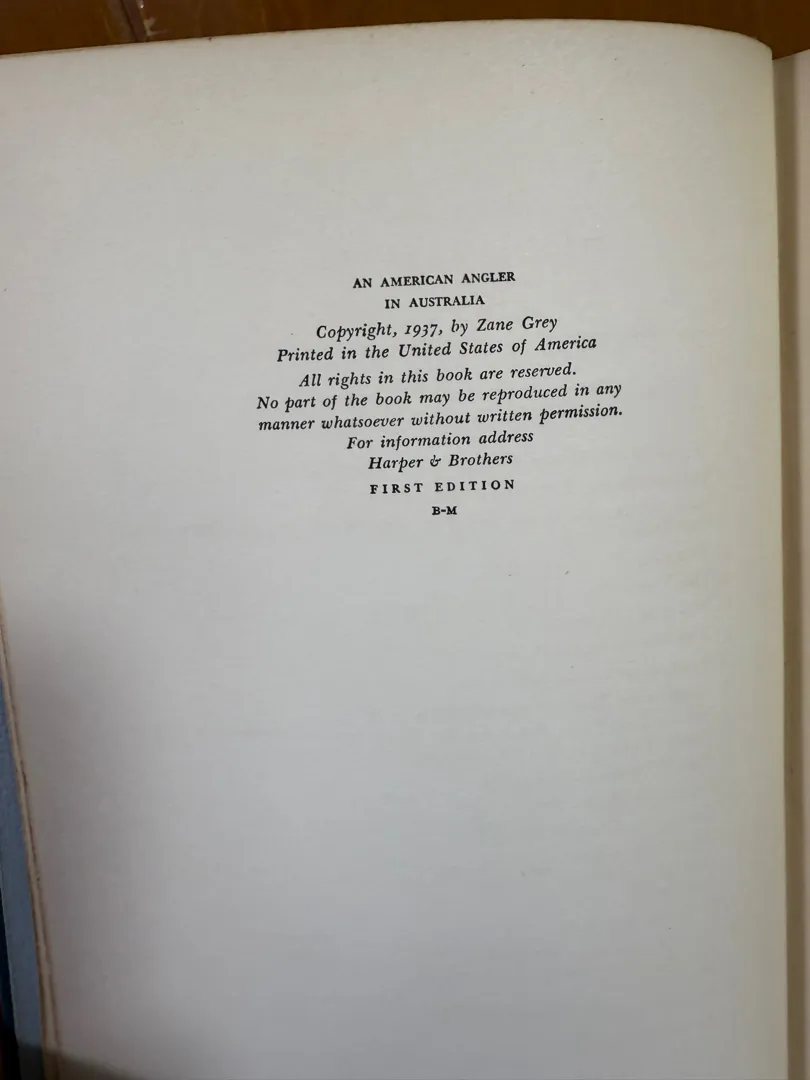 AN AMERICAN ANGLER
IN AUSTRALIA
Copyright, 1937, by Zane Grey
Printed in the United States of America
All rights in this book are reserved.
No part of the book may be reproduced in any
manner whatsoever without written permission.
For information address
Harper & Brothers
FIRST EDITION
B-M